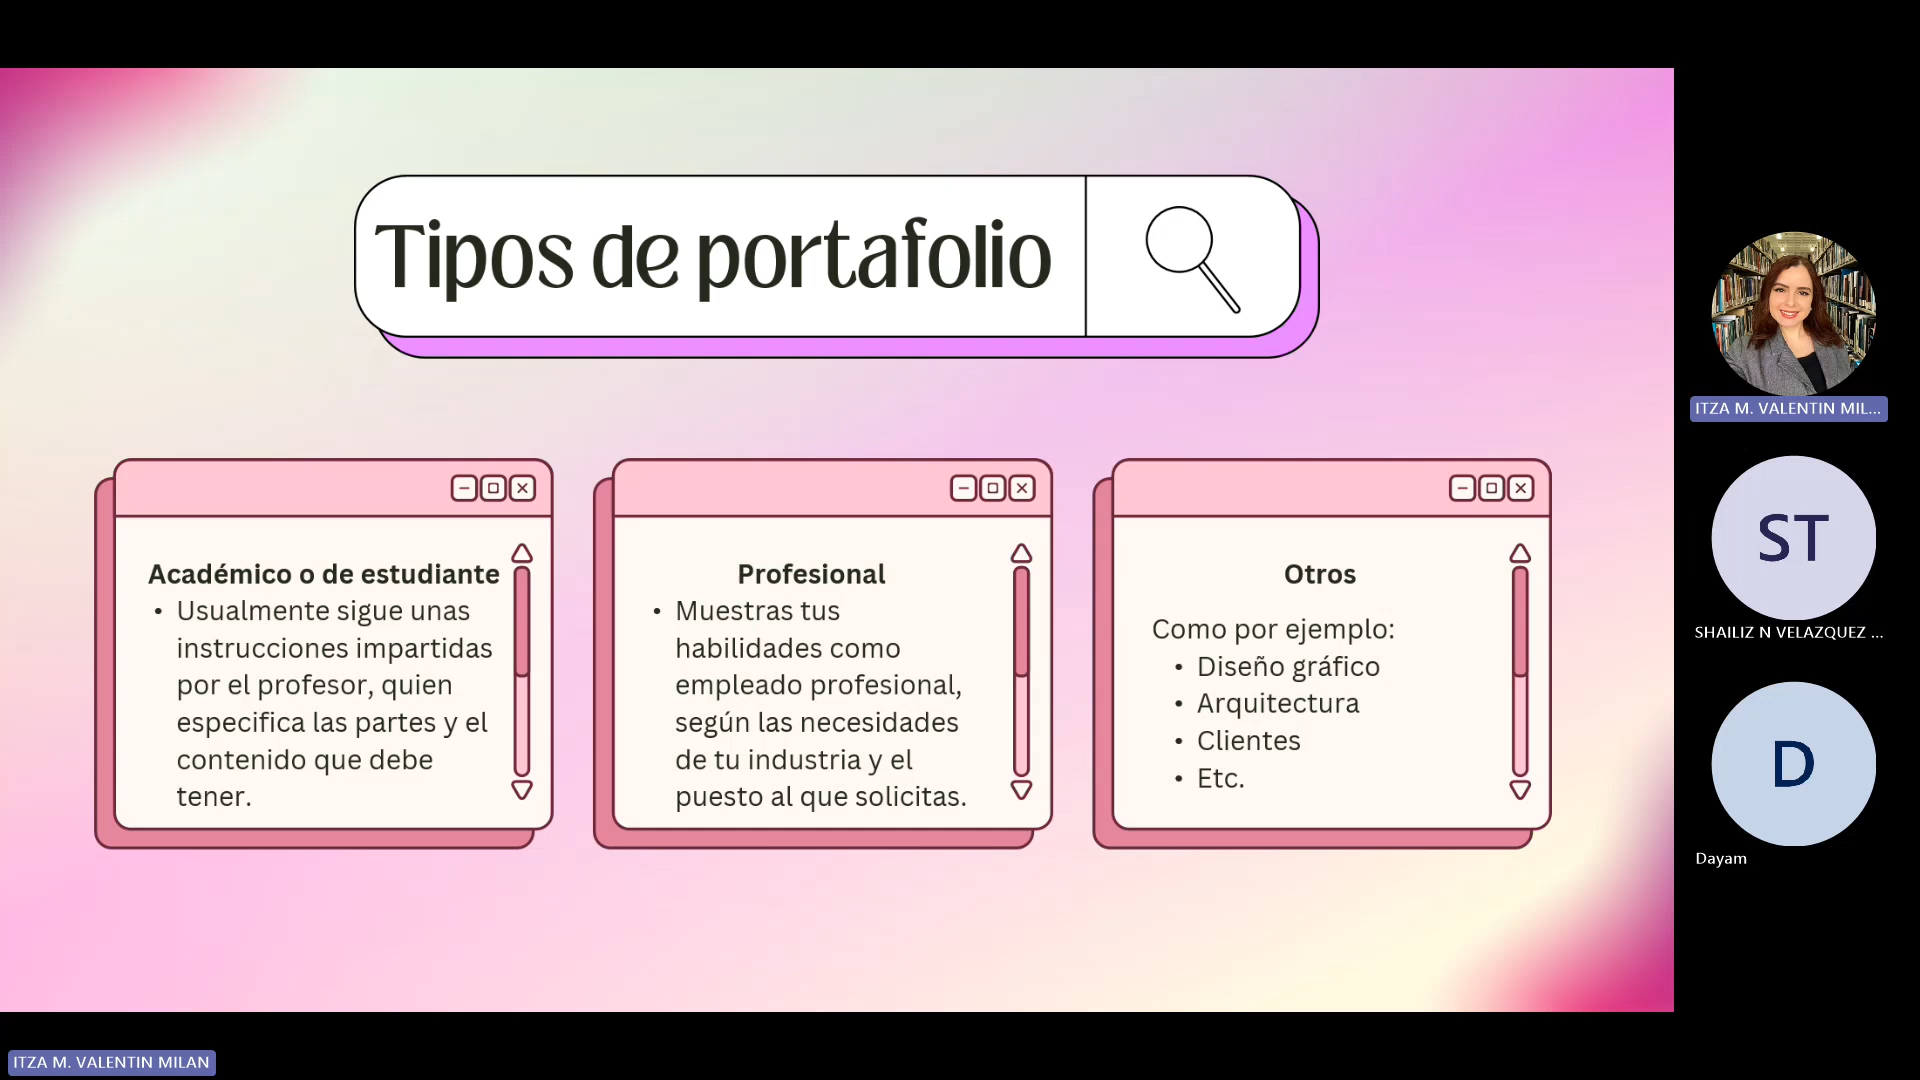 Tipos de portafolio
Académico o de estudiante
• Usualmente sigue unas
instrucciones impartidas
por el profesor, quien
especifica las partes y el
contenido que debe
tener.
Profesional
• Muestras tus
habilidades como
empleado profesional,
según las necesidades
de tu industria y el
puesto al que solicitas.
Otros
Como por ejemplo:
• Diseño gráfico
• Arquitectura
• Clientes
• Etc.
ITZA M. VALENTIN MIL...
ST
SHAILIZ N VELAZQUEZ ...
D
Dayam
ITZA M. VALENTIN MILAN